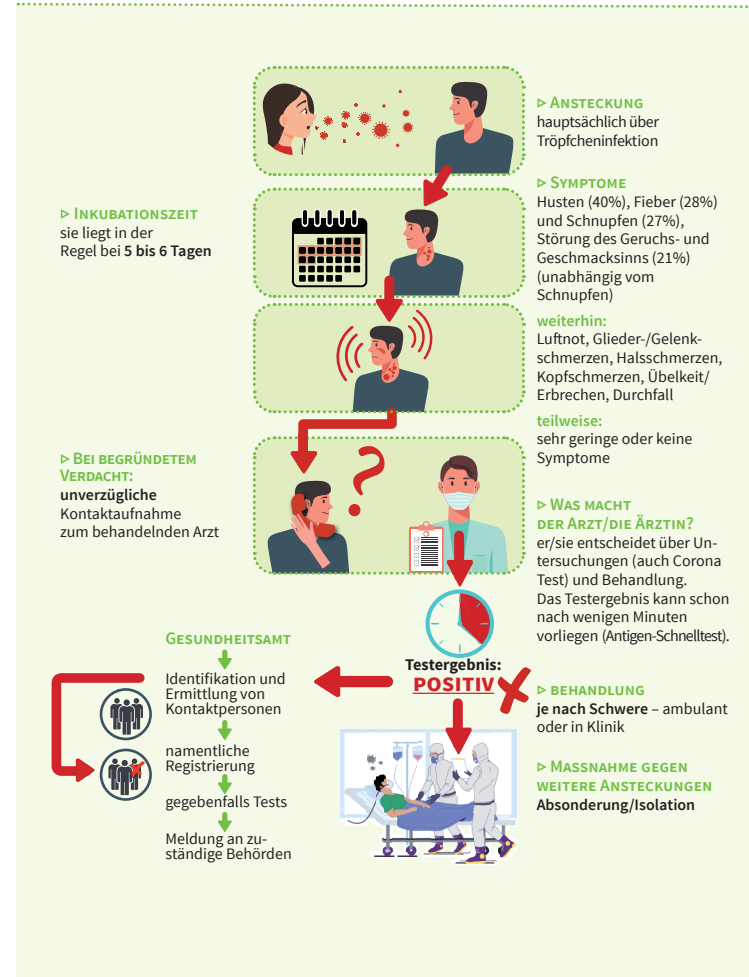 ▹ Ansteckung
hauptsächlich über
Tröpfcheninfektion
▹ Inkubationszeit
sie liegt in der
Regel bei 5 bis 6 Tagen
▹ Symptome
Husten (40%), Fieber (28%)
und Schnupfen (27%),
Störung des Geruchs- und
Geschmacksinns (21%)
(unabhängig vom
Schnupfen)
weiterhin:
Luftnot, Glieder-/Gelenk-
schmerzen, Halsschmerzen,
Kopfschmerzen, Übelkeit/
Erbrechen, Durchfall
teilweise:
sehr geringe oder keine
Symptome
▹ Bei begründetem
Verdacht:
unverzügliche
Kontaktaufnahme
zum behandelnden Arzt
?
▹ Was macht
der Arzt/die Ärztin?
er/sie entscheidet über Un-
tersuchungen (auch Corona
Test) und Behandlung.
Das Testergebnis kann schon
nach wenigen Minuten
vorliegen (Antigen-Schnelltest).
Testergebnis:
POSITIV
Gesundheitsamt
Identifikation und
Ermittlung von
Kontaktpersonen
namentliche
Registrierung
gegebenfalls Tests
Meldung an zu-
ständige Behörden
▹ behandlung
je nach Schwere – ambulant
oder in Klinik
▹ Massnahme gegen
weitere Ansteckungen
Absonderung/Isolation